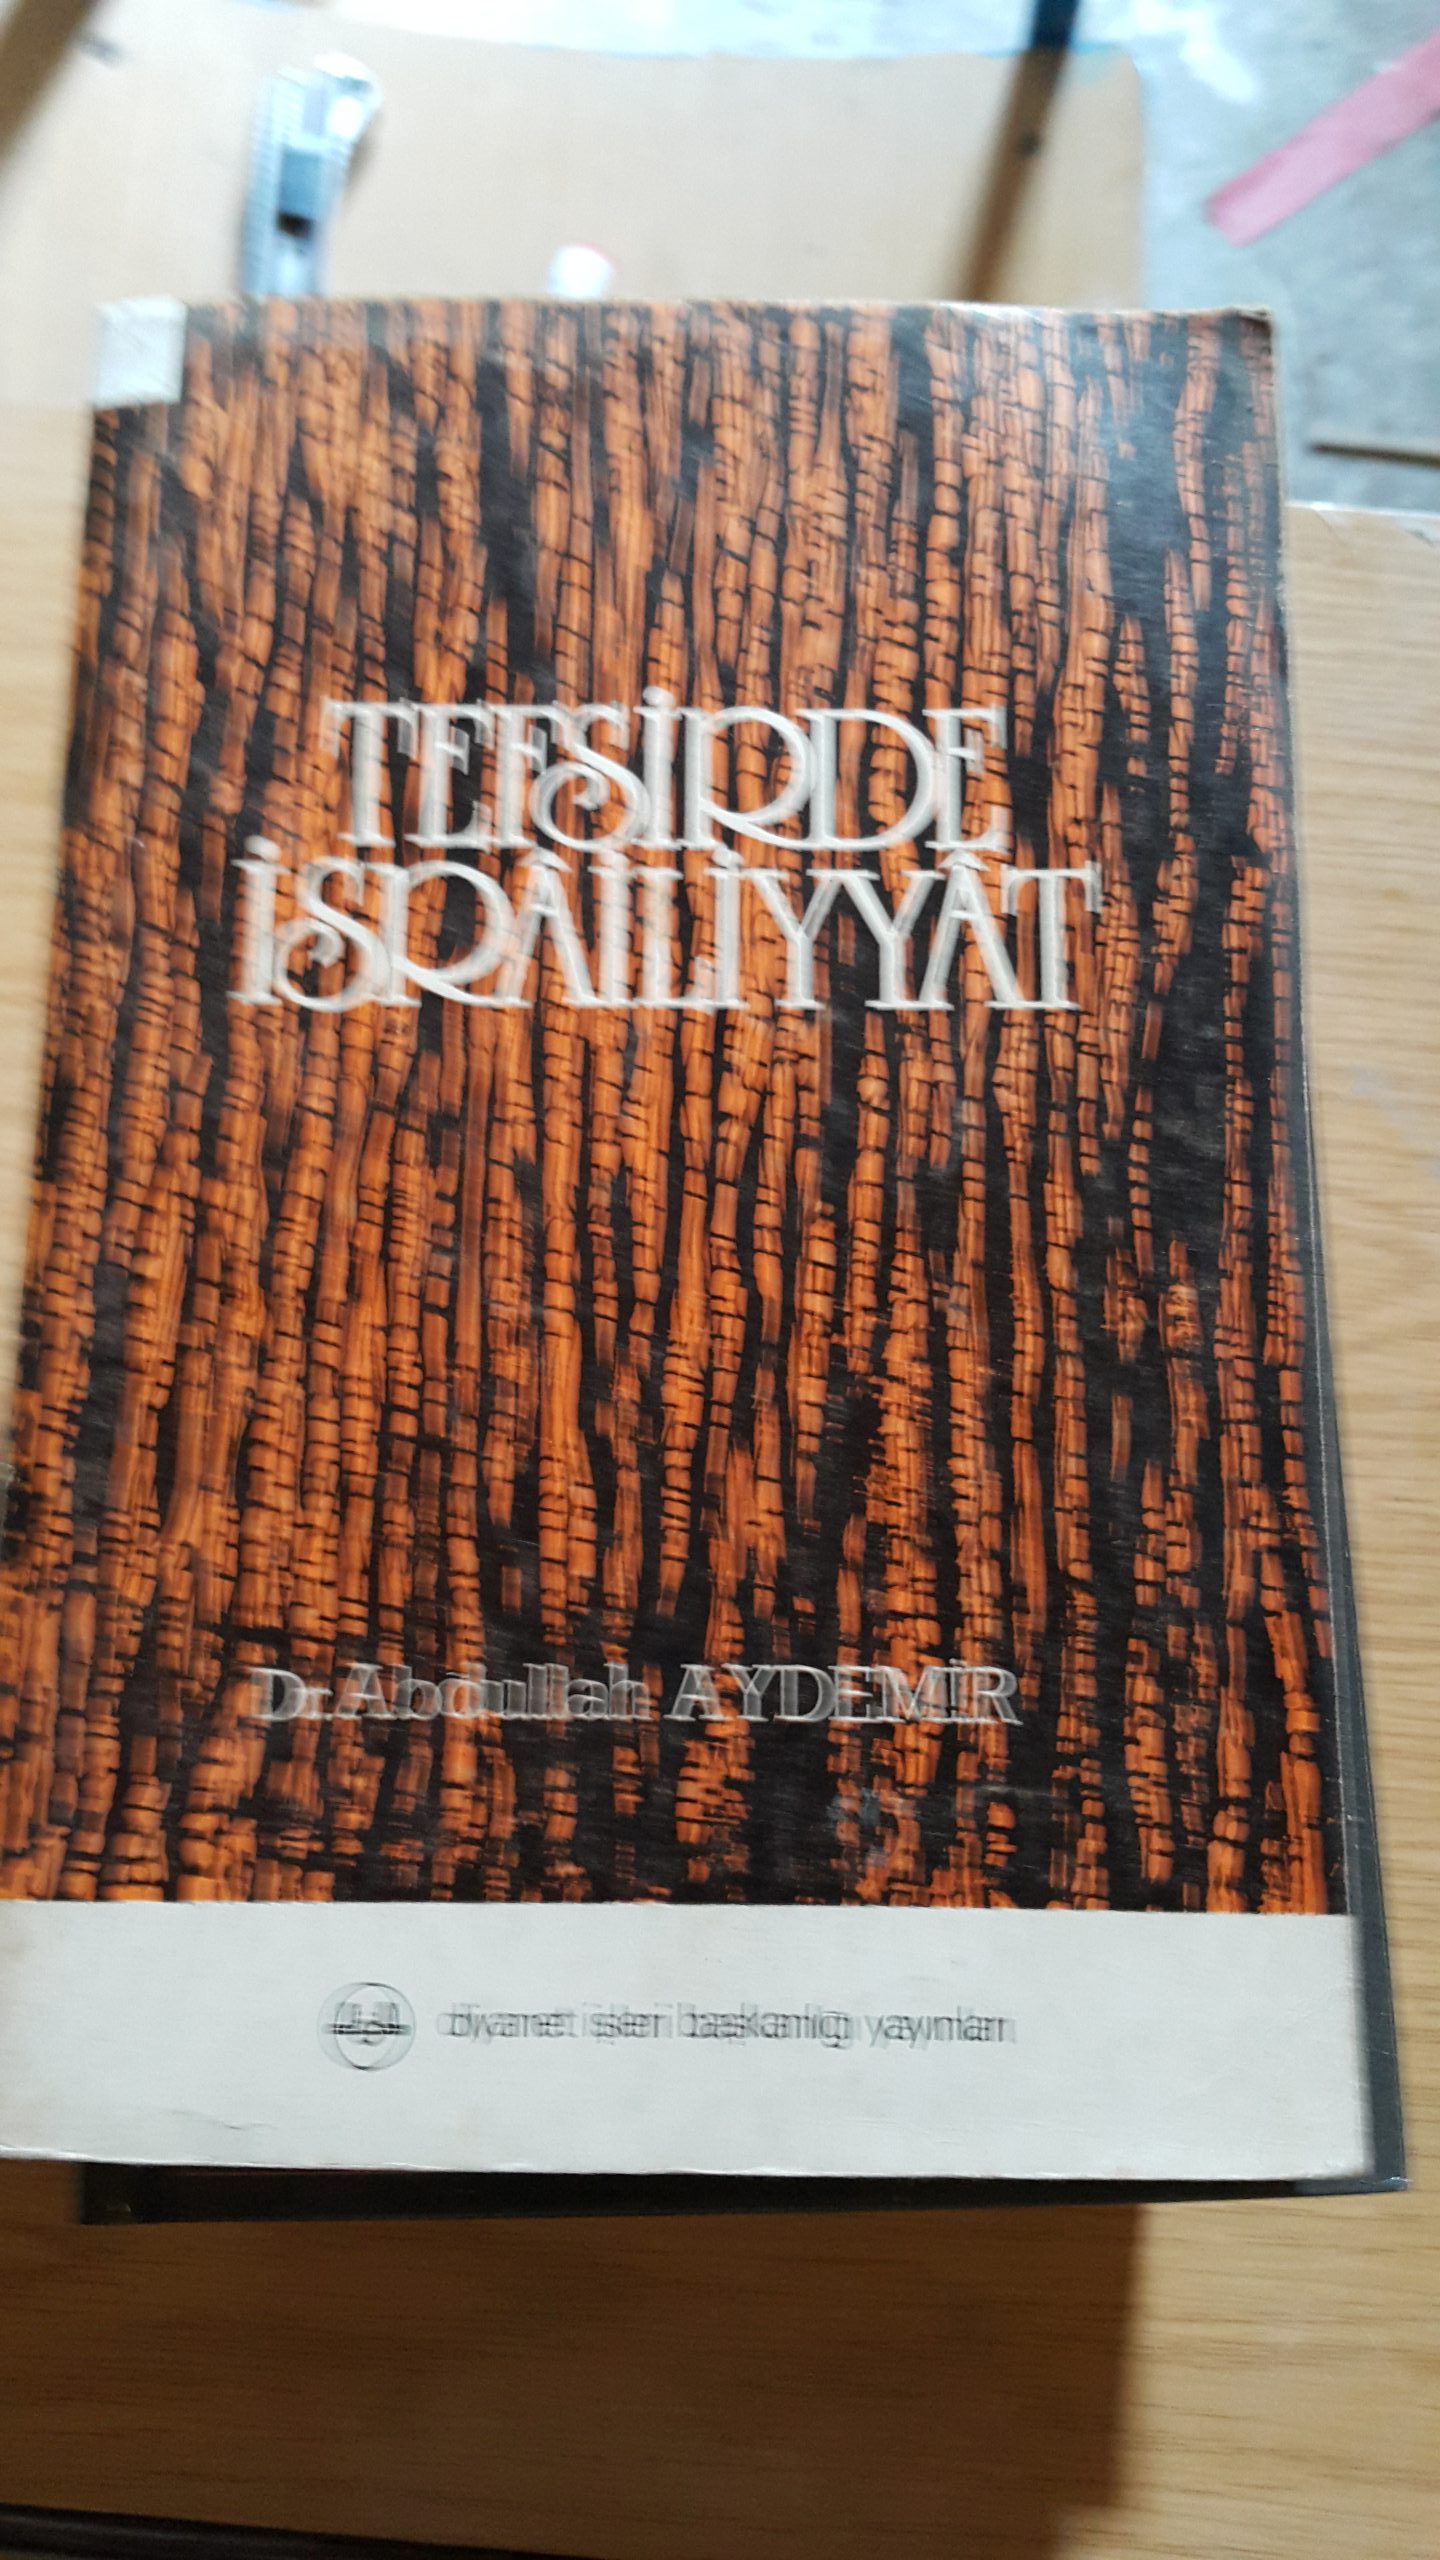 TEFSİRDE
İSRÂİLİYYÂT
Dr. Abdullah AYDEMİR
diyanet işleri başkanlığı yayınları